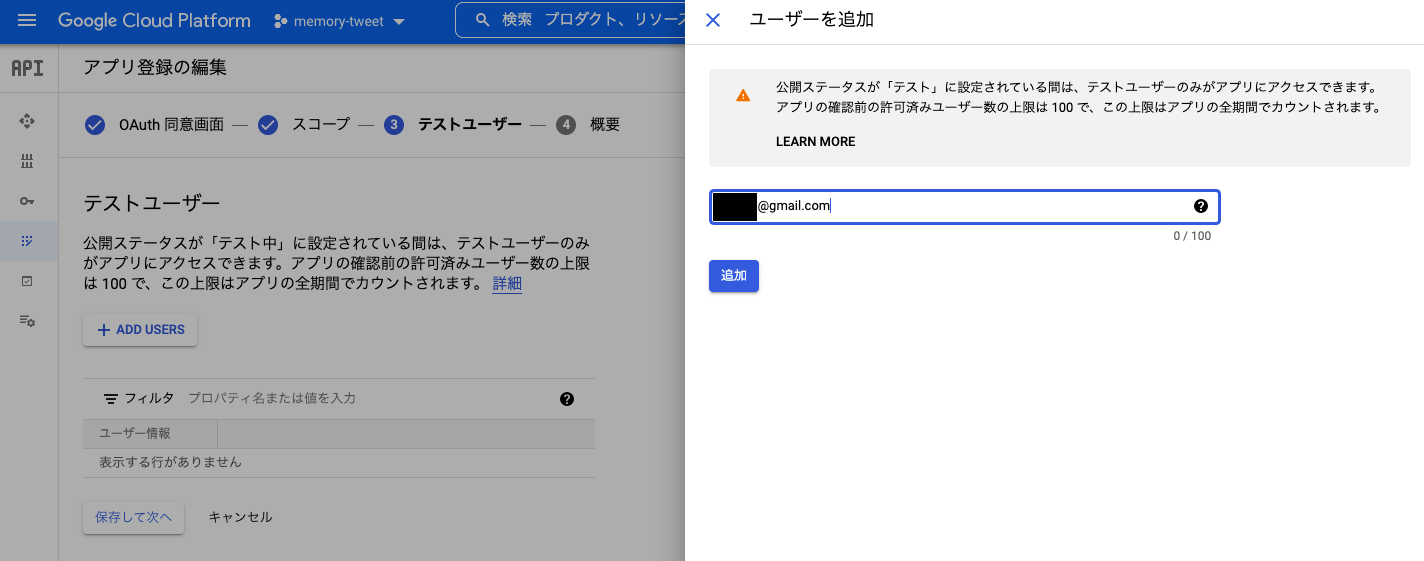 Google Cloud Platform
memory-tweet
検索 プロダクト、リソース
API
アプリ登録の編集
OAuth 同意画面
スコープ
3 テストユーザー
4 概要
テストユーザー
公開ステータスが「テスト中」に設定されている間は、テストユーザーのみ
がアプリにアクセスできます。アプリの確認前の許可済みユーザー数の上限
は 100 で、この上限はアプリの全期間でカウントされます。 詳細
ADD USERS
フィルタ プロパティ名または値を入力
ユーザー情報
表示する行がありません
保存して次へ キャンセル
ユーザーを追加
公開ステータスが「テスト」に設定されている間は、テストユーザーのみがアプリにアクセスできます。
アプリの確認前の許可済みユーザー数の上限は 100 で、この上限はアプリの全期間でカウントされます。
LEARN MORE
@gmail.com
0 / 100
追加